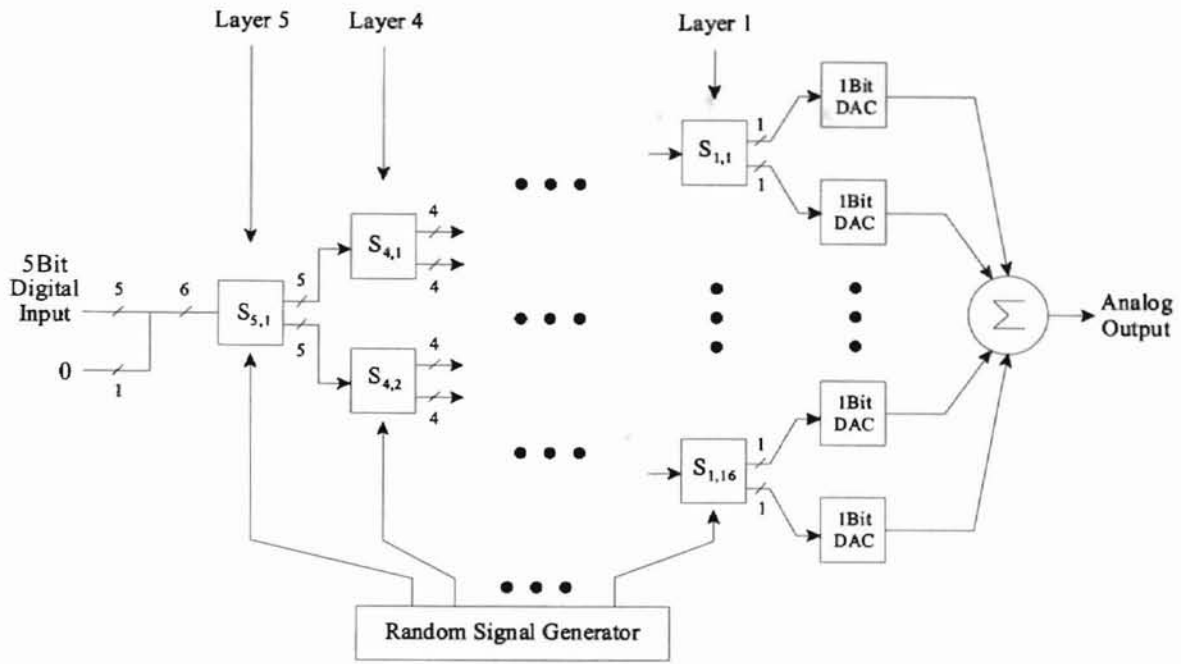 Layer 5
Layer 4
Layer 1
1Bit
DAC
1
S1,1
1
1Bit
DAC
4
S4,1
4
5Bit
Digital
Input
5
6
S5,1
5
5
0
1
4
S4,2
4
Σ
Analog
Output
1Bit
DAC
1
S1,16
1
1Bit
DAC
Random Signal Generator